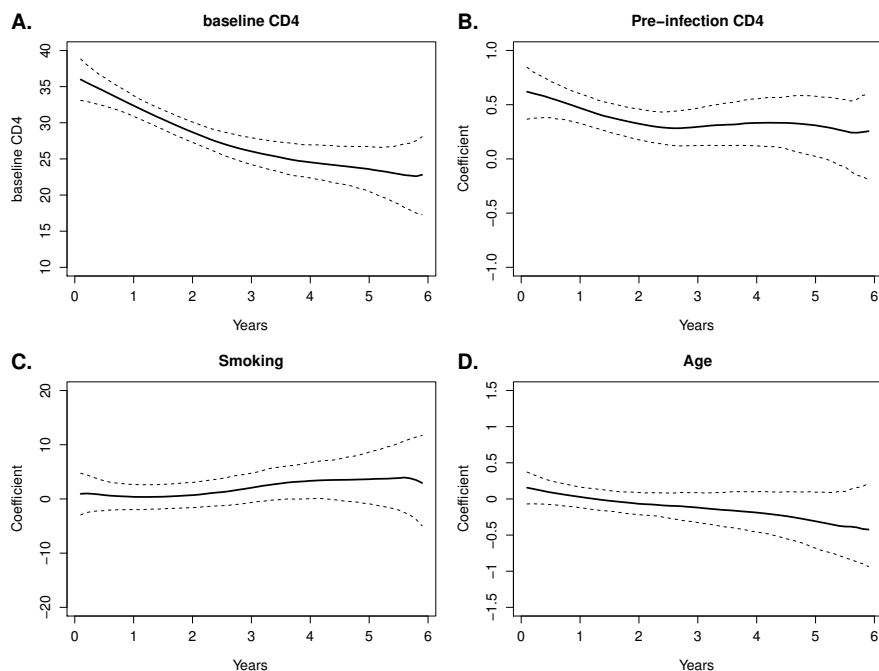 A.
baseline CD4
baseline CD4
40
35
30
25
20
15
10
0 1 2 3 4 5 6
Years
B.
Pre−infection CD4
Coefficient
1.0
0.5
0.0
−0.5
−1.0
0 1 2 3 4 5 6
Years
C.
Smoking
Coefficient
20
10
0
−10
−20
0 1 2 3 4 5 6
Years
D.
Age
Coefficient
1.5
1
0.5
0
−0.5
−1
−1.5
0 1 2 3 4 5 6
Years